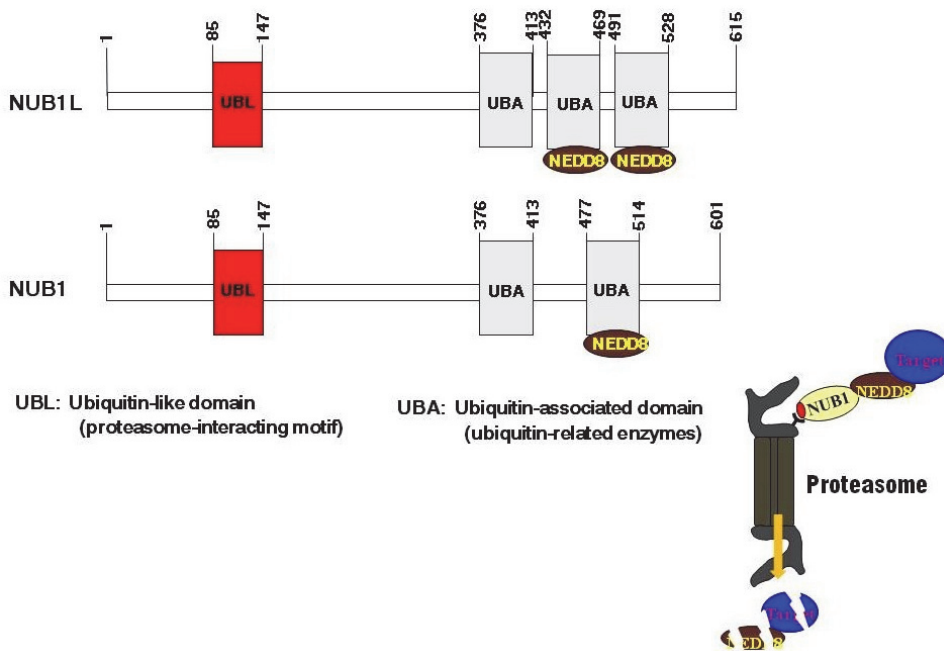 1
85
147
376
413
432
469
491
528
615
NUB1L
UBL
UBA
UBA
UBA
NEDD8
NEDD8
1
85
147
376
413
477
514
601
NUB1
UBL
UBA
UBA
NEDD8
UBL: Ubiquitin-like domain
(proteasome-interacting motif)
UBA: Ubiquitin-associated domain
(ubiquitin-related enzymes)
Target
NEDD8
NUB1
Proteasome
Target
NEDD8